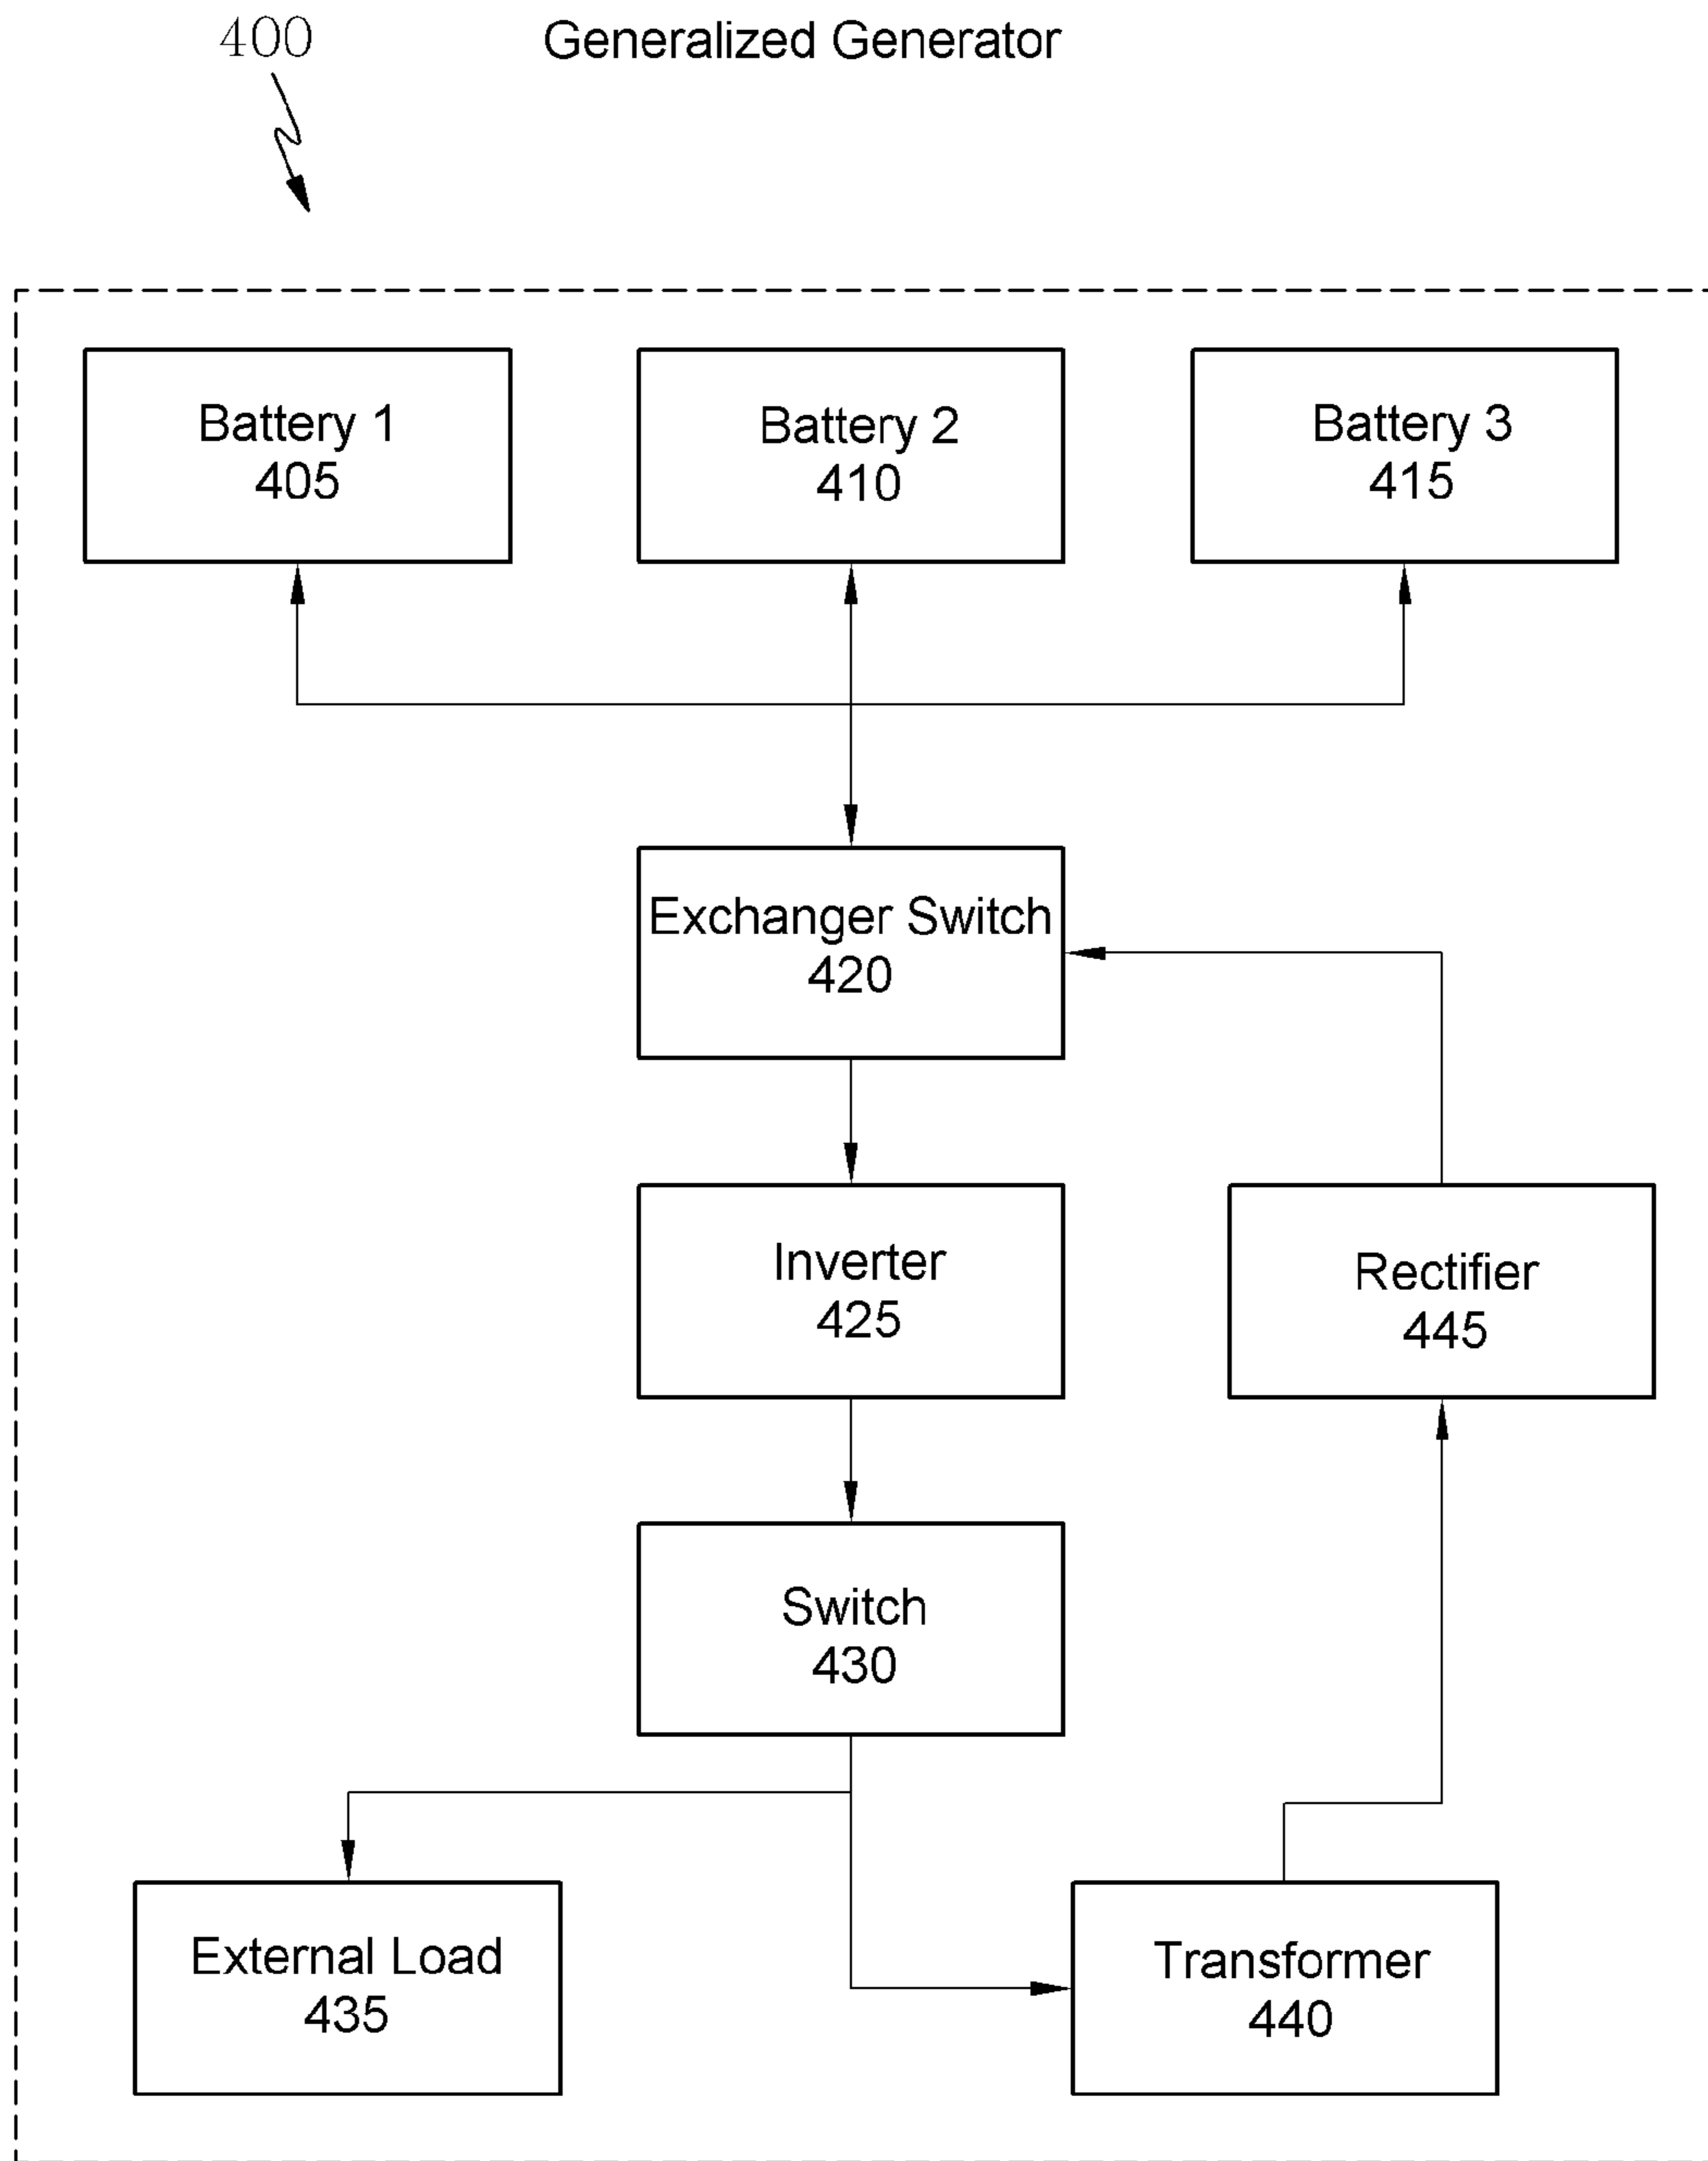 400
Generalized Generator
Battery 1
405
Battery 2
410
Battery 3
415
Exchanger Switch
420
Inverter
425
Rectifier
445
Switch
430
External Load
435
Transformer
440